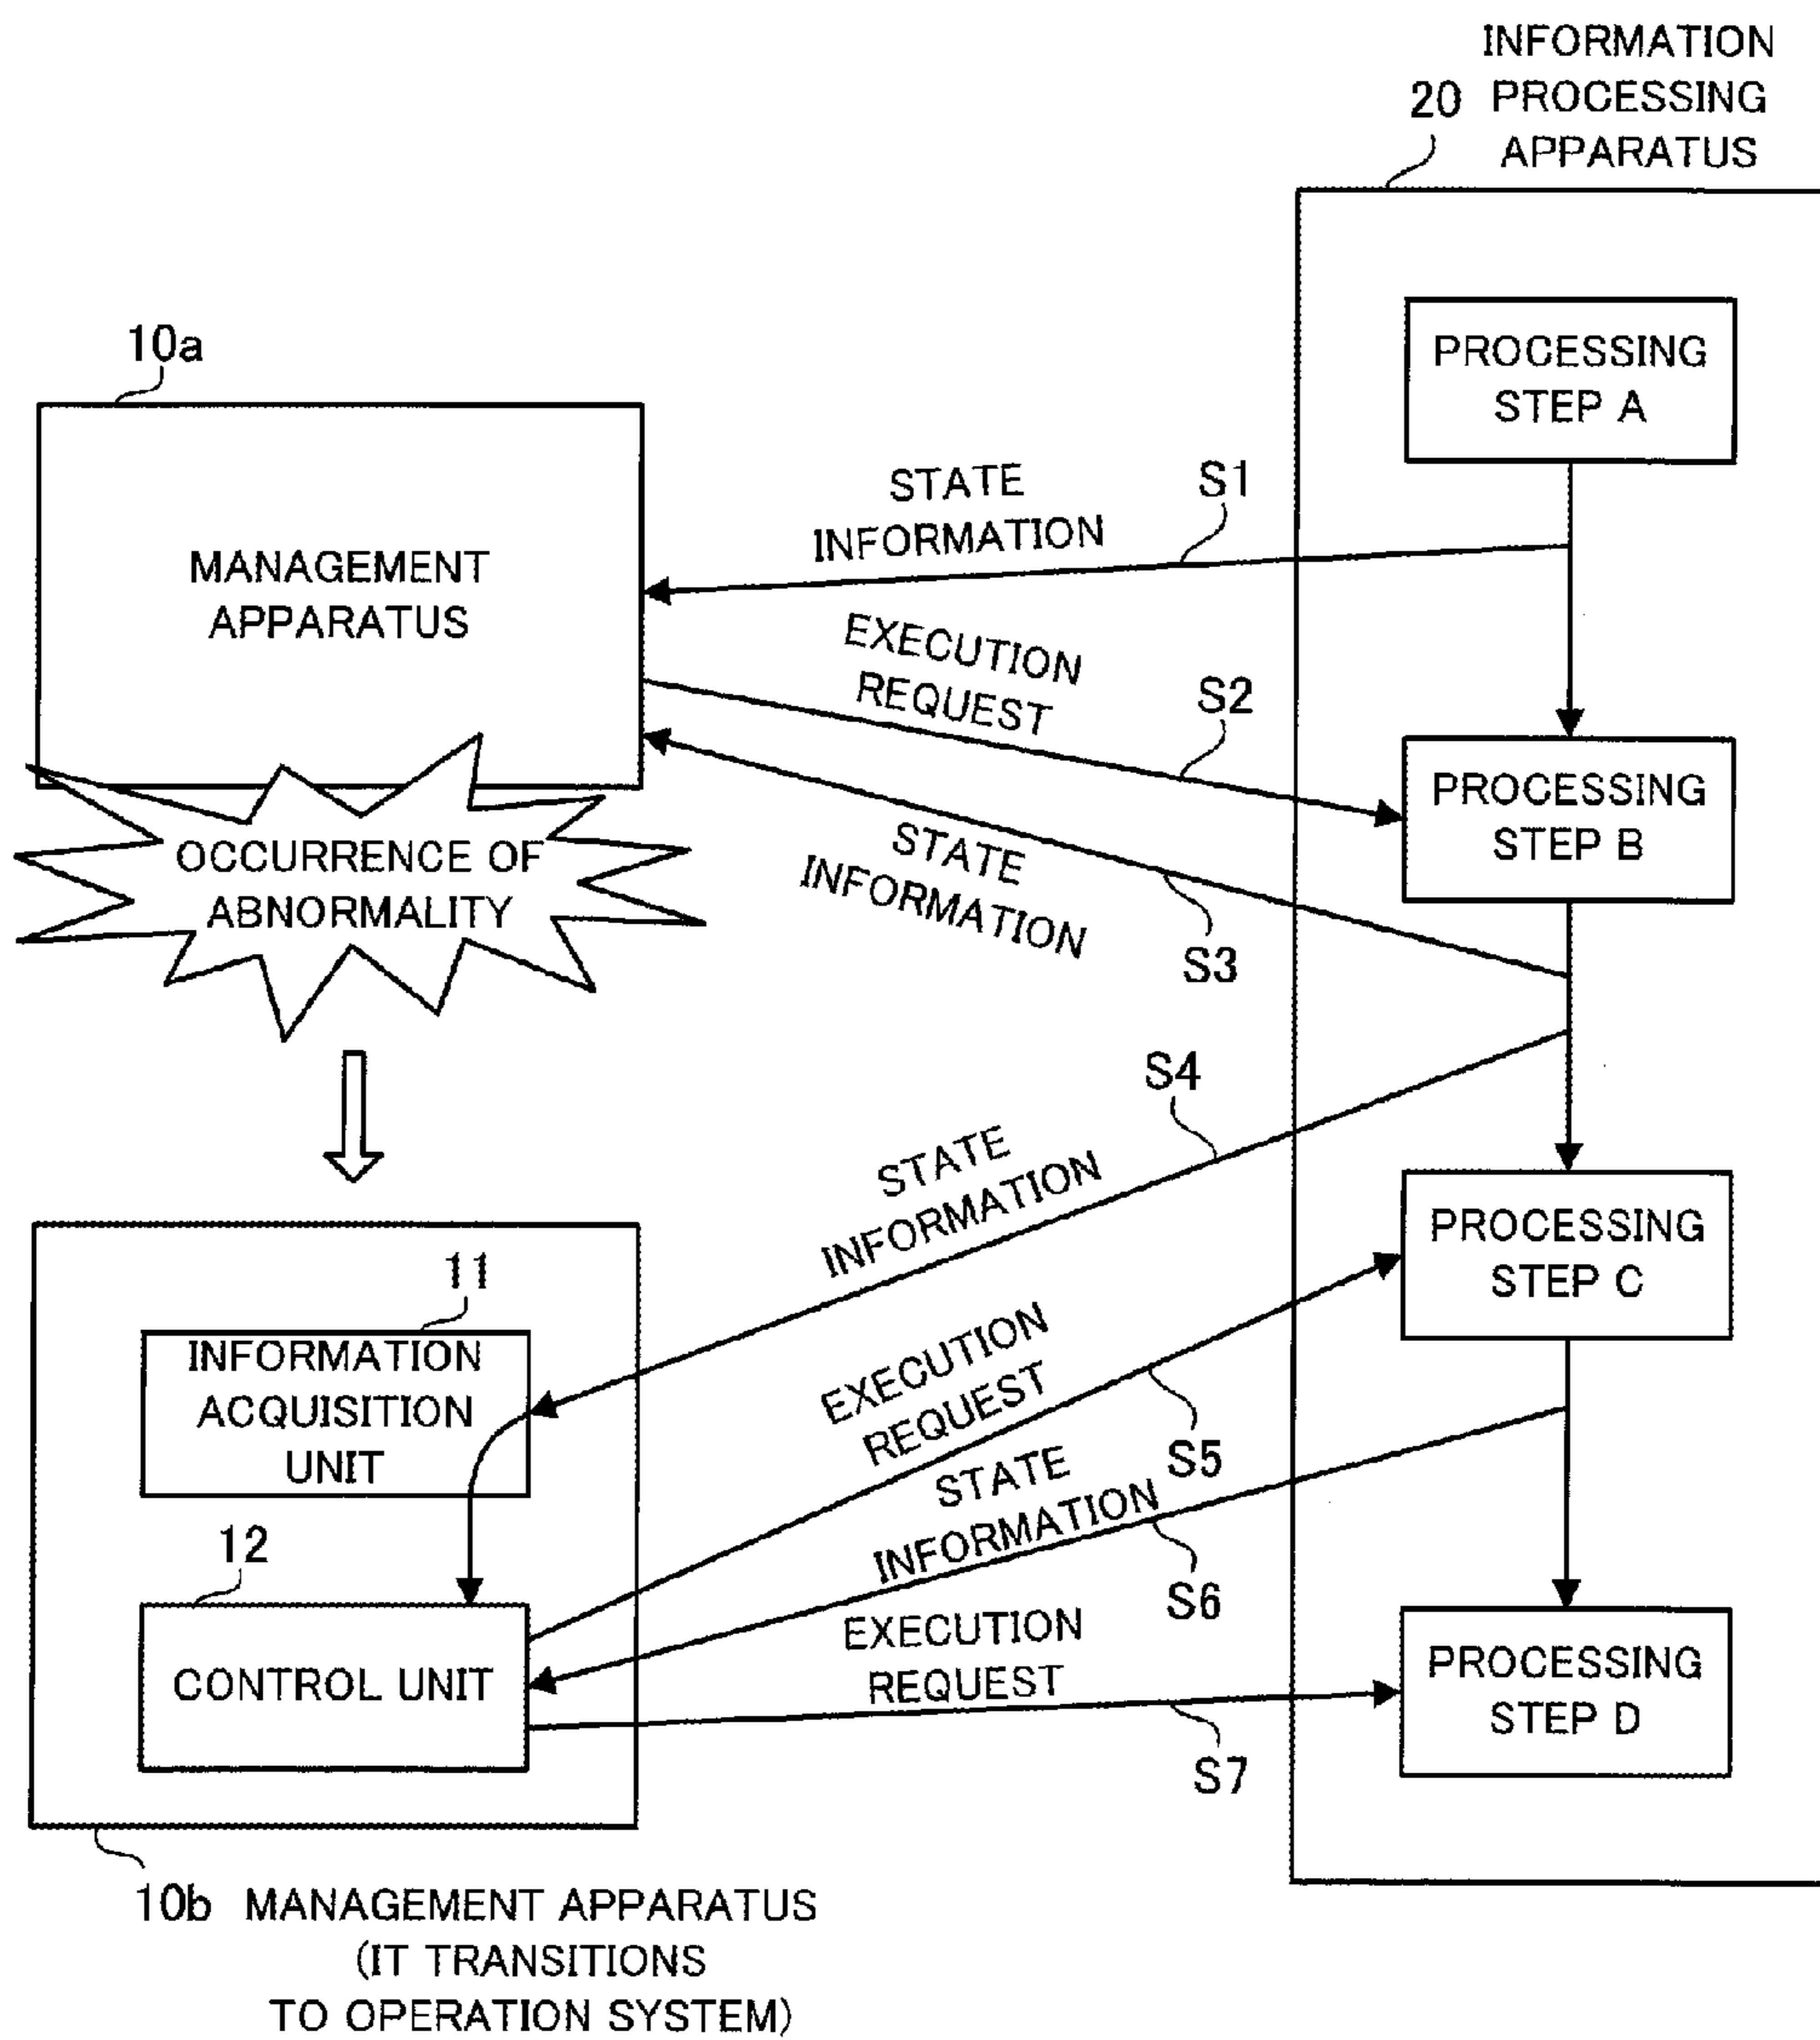 INFORMATION
20 PROCESSING
APPARATUS
10a
PROCESSING
STEP A
MANAGEMENT
APPARATUS
STATE
INFORMATION
S1
EXECUTION
REQUEST
S2
PROCESSING
STEP B
OCCURRENCE OF
ABNORMALITY
STATE
INFORMATION
S3
S4
STATE
INFORMATION
PROCESSING
STEP C
11
INFORMATION
ACQUISITION
UNIT
EXECUTION
REQUEST
S5
STATE
INFORMATION
S6
12
CONTROL UNIT
EXECUTION
REQUEST
S7
PROCESSING
STEP D
10b MANAGEMENT APPARATUS
(IT TRANSITIONS
TO OPERATION SYSTEM)